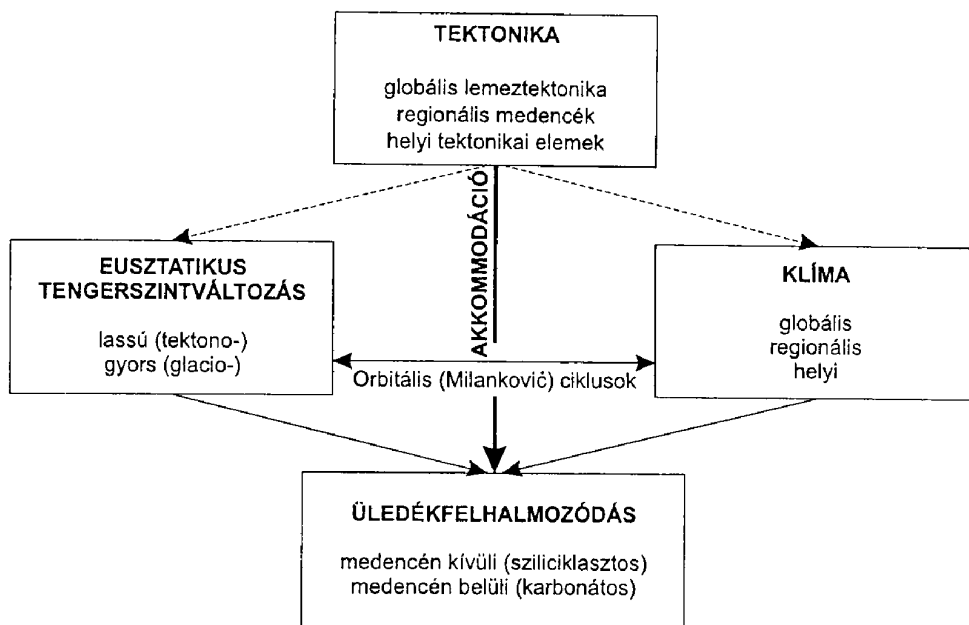 TEKTONIKA
globális lemeztektonika
regionális medencék
helyi tektonikai elemek
AKKOMMODÁCIÓ
EUSZTATIKUS
TENGERSZINTVÁLTOZÁS
lassú (tektono-)
gyors (glacio-)
KLÍMA
globális
regionális
helyi
Orbitális (Milanković) ciklusok
ÜLEDÉKFELHALMOZÓDÁS
medencén kívüli (sziliciklasztos)
medencén belüli (karbonátos)